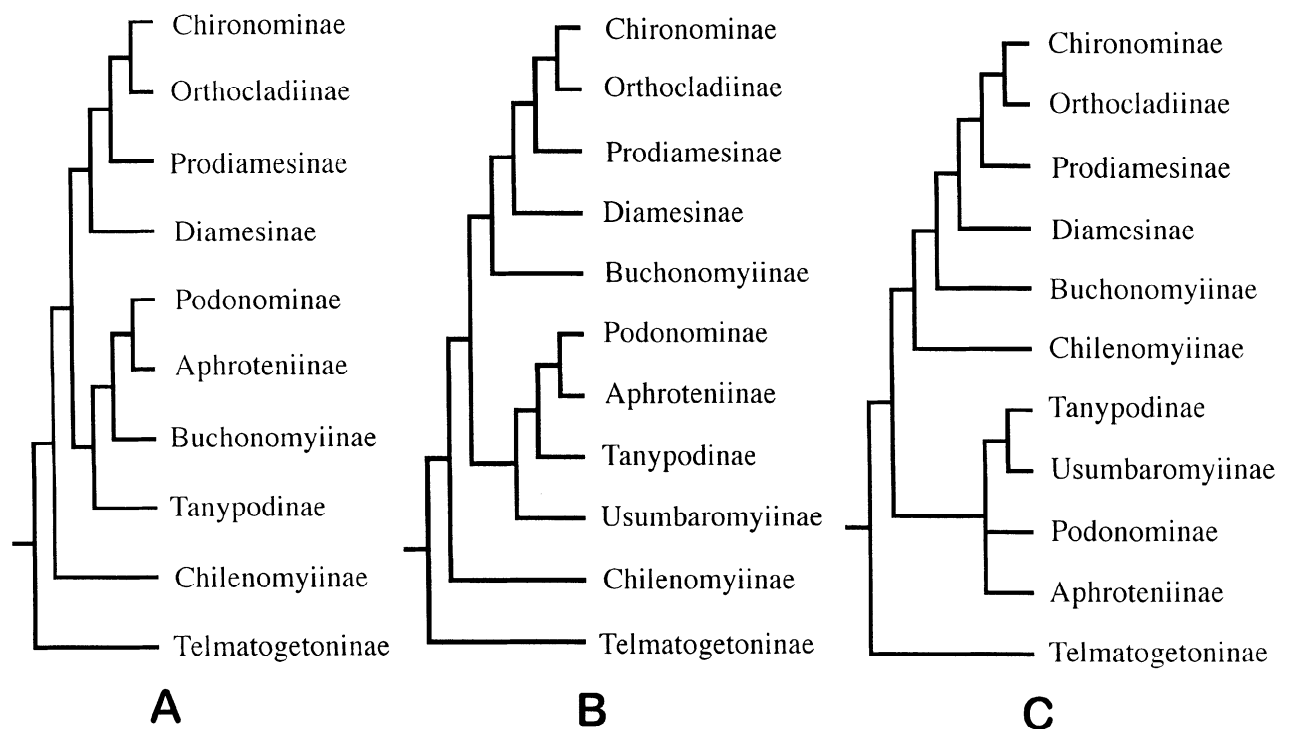 Chironominae
Orthocladiinae
Prodiamesinae
Diamesinae
Podonominae
Aphroteniinae
Buchonomyiinae
Tanypodinae
Chilenomyiinae
Telmatogetoninae
A
Chironominae
Orthocladiinae
Prodiamesinae
Diamesinae
Buchonomyiinae
Podonominae
Aphroteniinae
Tanypodinae
Usumbaromyiinae
Chilenomyiinae
Telmatogetoninae
B
Chironominae
Orthocladiinae
Prodiamesinae
Diamesinae
Buchonomyiinae
Chilenomyiinae
Tanypodinae
Usumbaromyiinae
Podonominae
Aphroteniinae
Telmatogetoninae
C